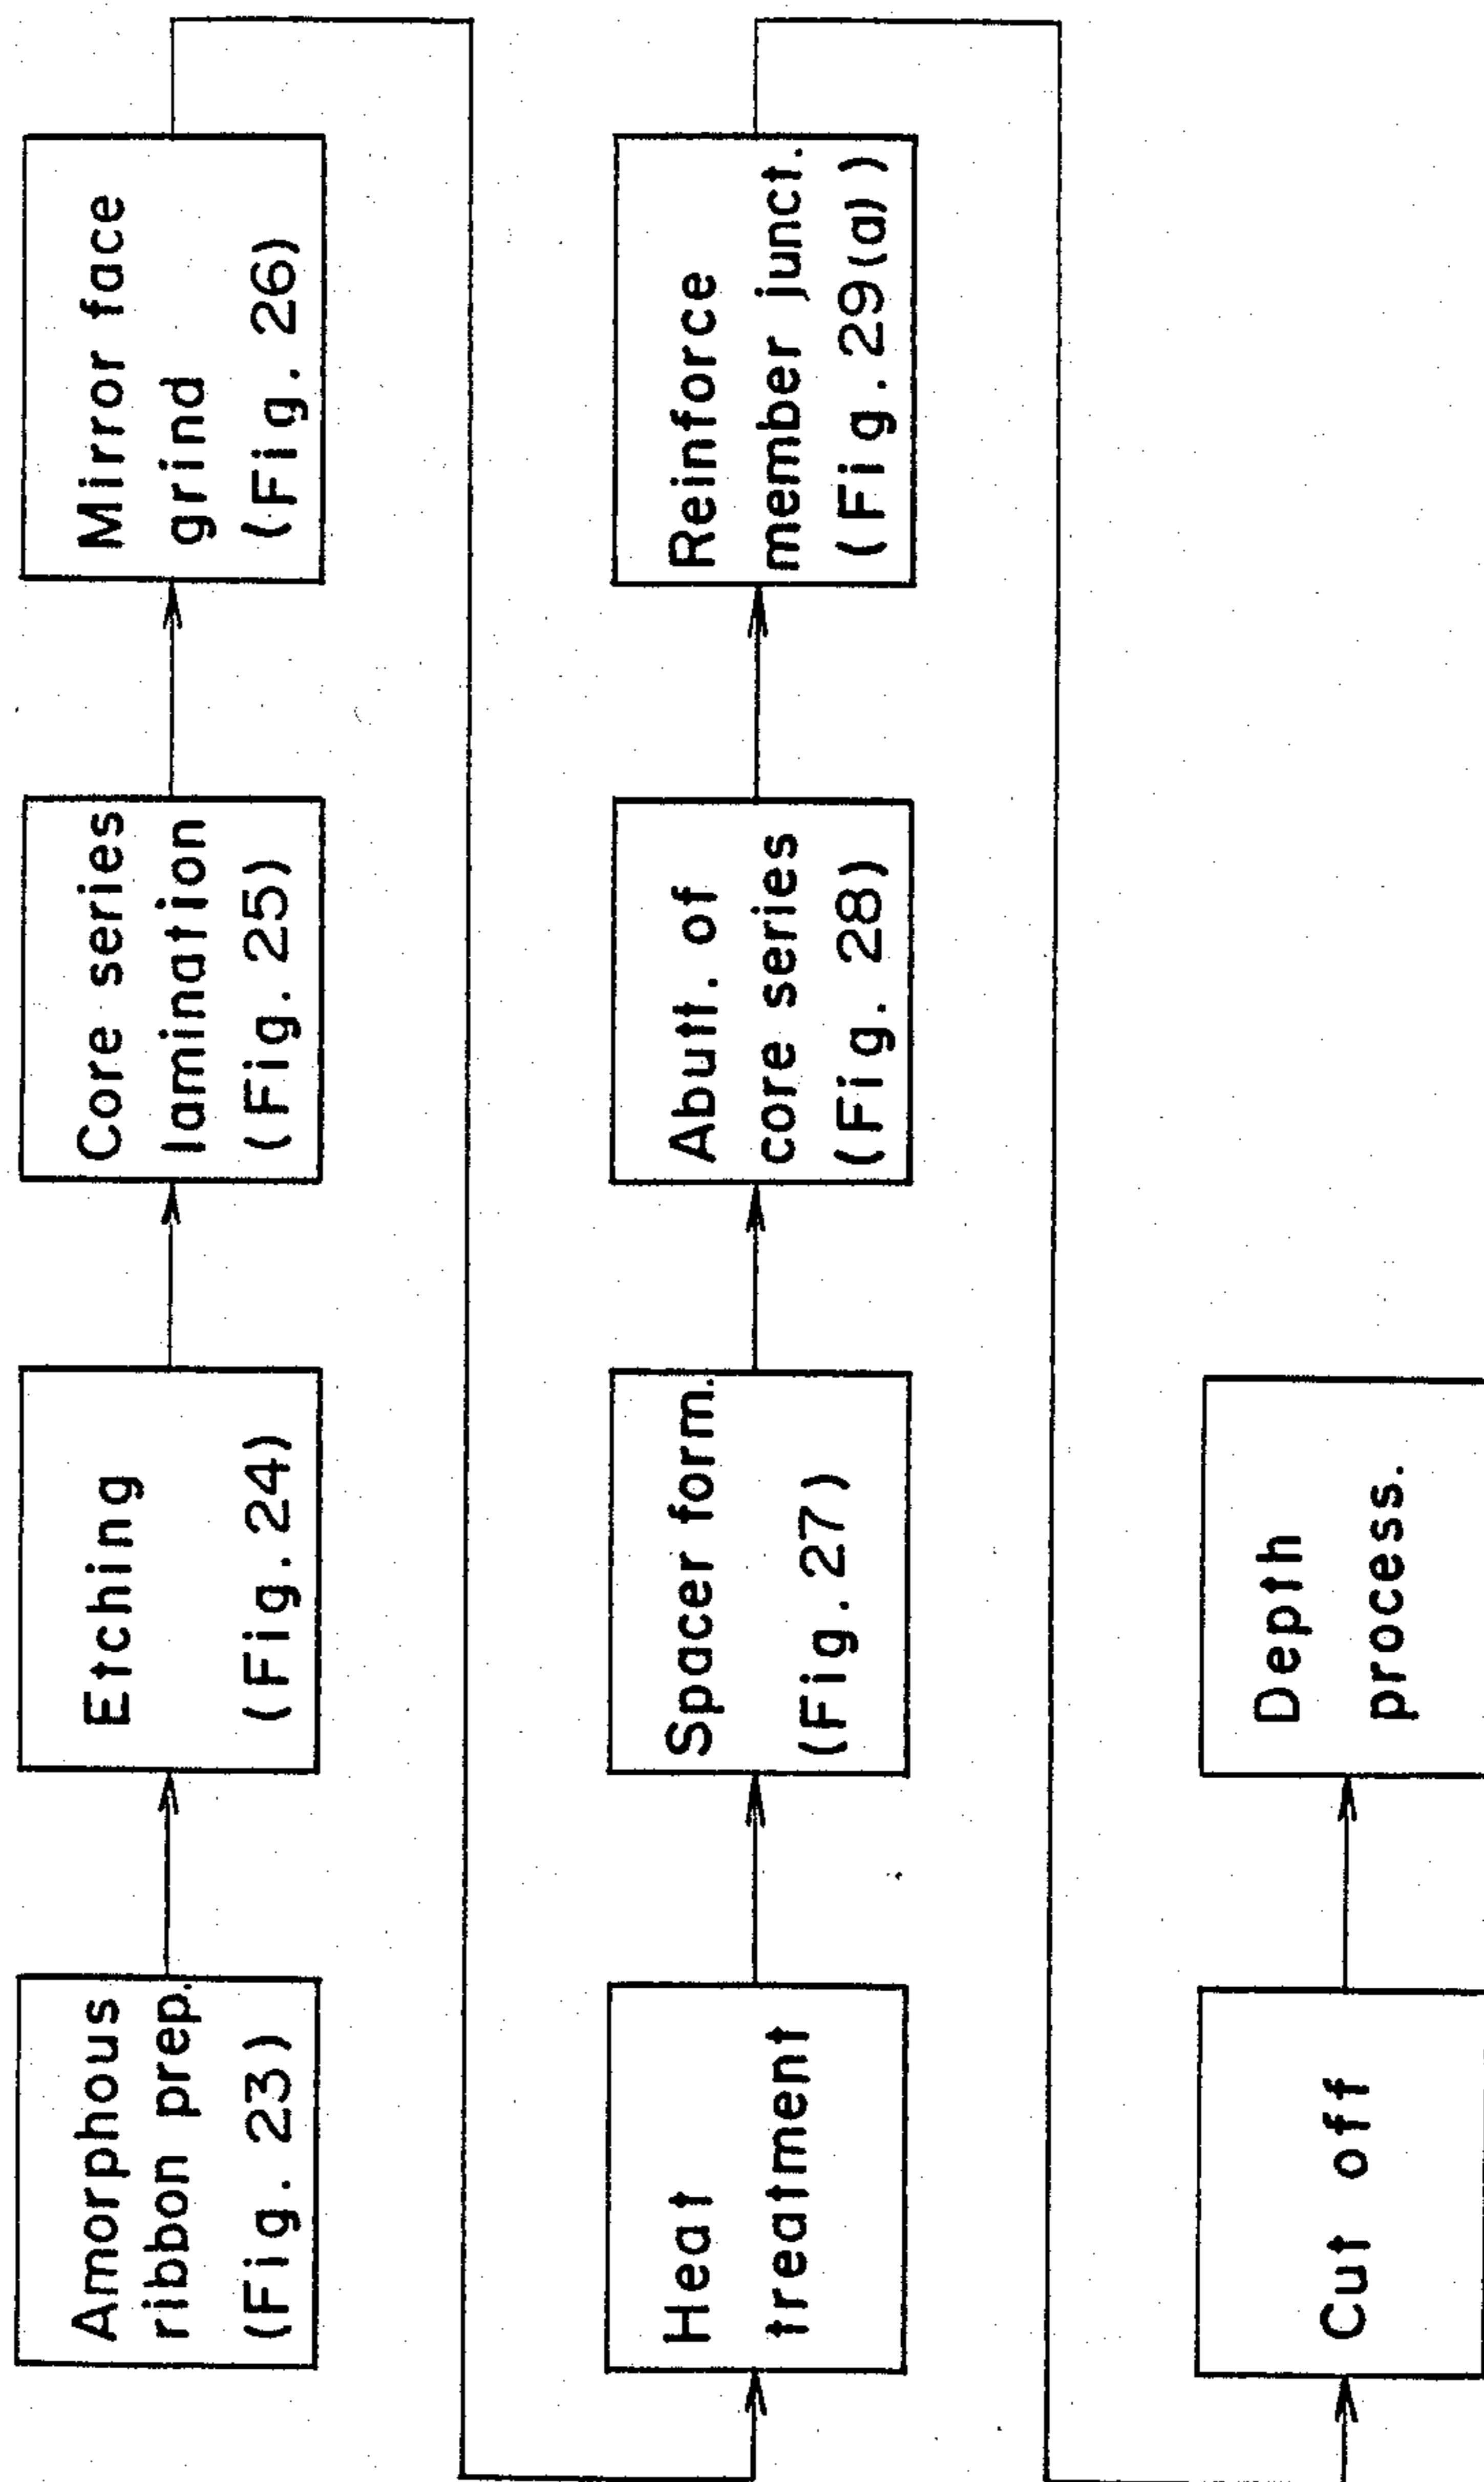 Amorphous
ribbon prep.
(Fig. 23)
Etching
(Fig. 24)
Core series
lamination
(Fig. 25)
Mirror face
grind
(Fig. 26)
Heat
treatment
Spacer form.
(Fig. 27)
Abutt. of
core series
(Fig. 28)
Reinforce
member junct.
(Fig. 29(a))
Cut off
Depth
process.